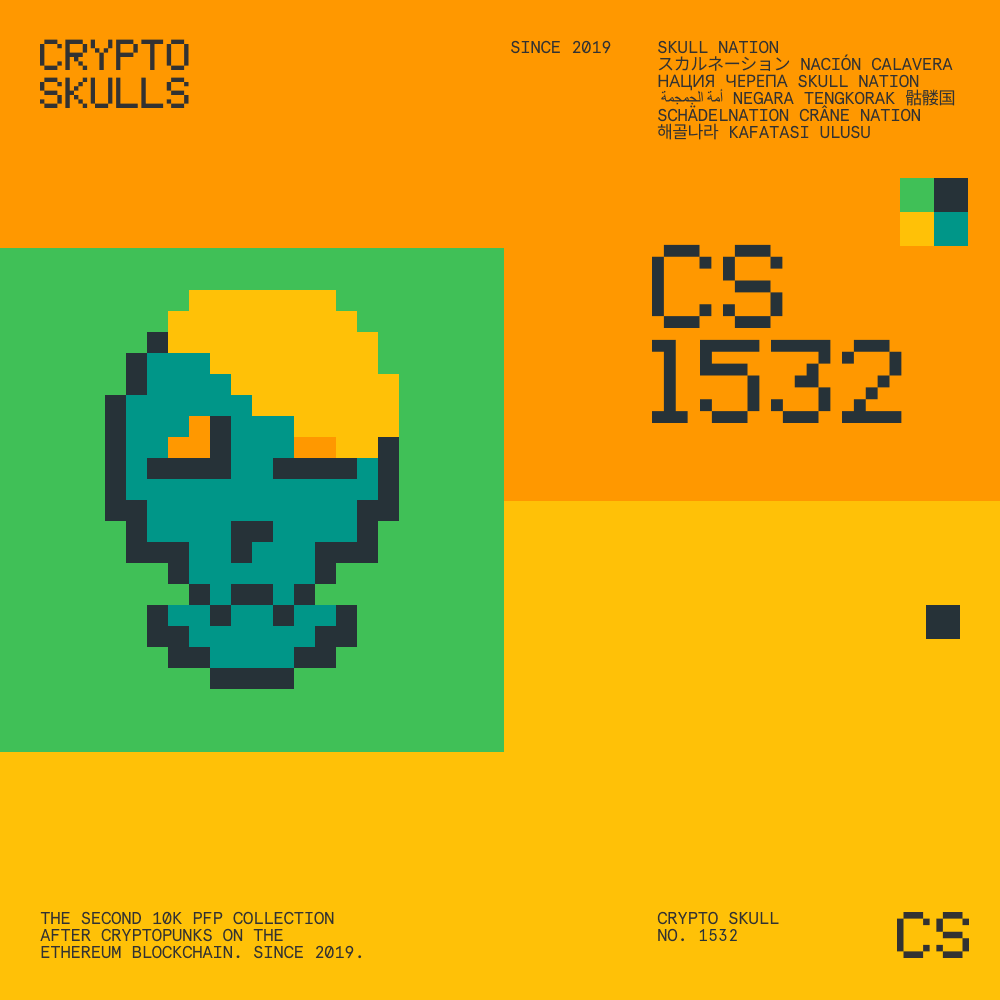 CRYPTO
SKULLS
SINCE 2019
SKULL NATION
スカルネーション NACIÓN CALAVERA
НАЦИЯ ЧЕРЕПА SKULL NATION
أمة الجمجمة NEGARA TENGKORAK 骷髅国
SCHÄDELNATION CRÂNE NATION
해골나라 KAFATASI ULUSU
CS
1532
THE SECOND 10K PFP COLLECTION
AFTER CRYPTOPUNKS ON THE
ETHEREUM BLOCKCHAIN. SINCE 2019.
CRYPTO SKULL
NO. 1532
CS